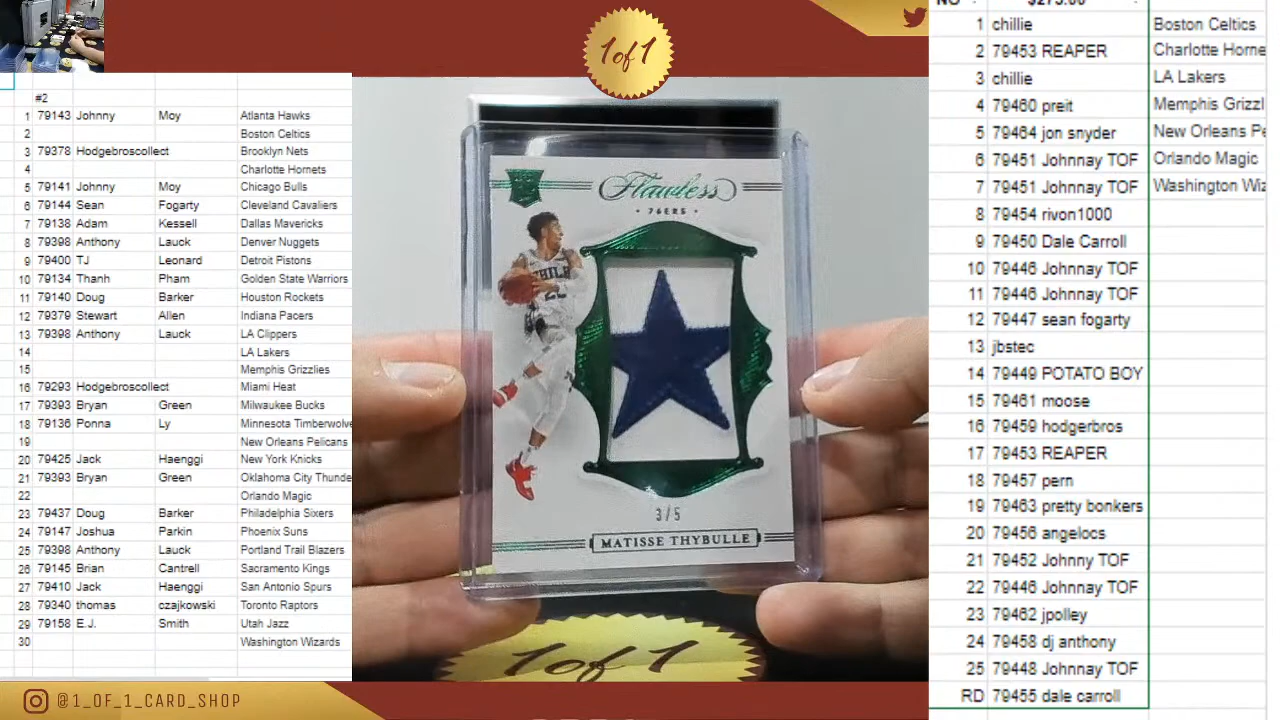 1of1
#2
1 79143 Johnny Moy Atlanta Hawks
2 Boston Celtics
3 79378 Hodgebroscollect Brooklyn Nets
4 Charlotte Hornets
5 79141 Johnny Moy Chicago Bulls
6 79144 Sean Fogarty Cleveland Cavaliers
7 79138 Adam Kessell Dallas Mavericks
8 79398 Anthony Lauck Denver Nuggets
9 79400 TJ Leonard Detroit Pistons
10 79134 Thanh Pham Golden State Warriors
11 79140 Doug Barker Houston Rockets
12 79379 Stewart Allen Indiana Pacers
13 79398 Anthony Lauck LA Clippers
14 LA Lakers
15 Memphis Grizzlies
16 79293 Hodgebroscollect Miami Heat
17 79393 Bryan Green Milwaukee Bucks
18 79136 Ponna Ly Minnesota Timberwolve
19 New Orleans Pelicans
20 79425 Jack Haenggi New York Knicks
21 79393 Bryan Green Oklahoma City Thunde
22 Orlando Magic
23 79437 Doug Barker Philadelphia Sixers
24 79147 Joshua Parkin Phoenix Suns
25 79398 Anthony Lauck Portland Trail Blazers
26 79145 Brian Cantrell Sacramento Kings
27 79410 Jack Haenggi San Antonio Spurs
28 79340 thomas czajkowski Toronto Raptors
29 79158 E.J. Smith Utah Jazz
30 Washington Wizards
@1_OF_1_CARD_SHOP
Flawless
• 76ERS •
PHILA
3/5
MATISSE THYBULLE
1of1
NO $275.00
1 chillie Boston Celtics
2 79453 REAPER Charlotte Horne
3 chillie LA Lakers
4 79460 preit Memphis Grizzl
5 79464 jon snyder New Orleans Pe
6 79451 Johnnay TOF Orlando Magic
7 79451 Johnnay TOF Washington Wiz
8 79454 rivon1000
9 79450 Dale Carroll
10 79446 Johnnay TOF
11 79446 Johnnay TOF
12 79447 sean fogarty
13 jbstec
14 79449 POTATO BOY
15 79461 moose
16 79459 hodgerbros
17 79453 REAPER
18 79457 pern
19 79463 pretty bonkers
20 79456 angelocs
21 79452 Johnny TOF
22 79446 Johnnay TOF
23 79462 jpolley
24 79458 dj anthony
25 79448 Johnnay TOF
RD 79455 dale carroll